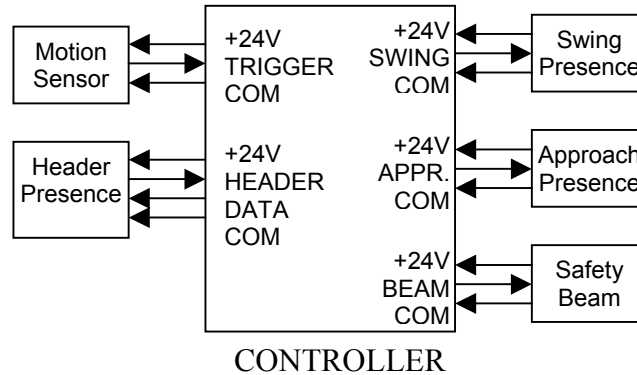 Motion
Sensor
Header
Presence
+24V
TRIGGER
COM
+24V
HEADER
DATA
COM
+24V
SWING
COM
+24V
APPR.
COM
+24V
BEAM
COM
Swing
Presence
Approach
Presence
Safety
Beam
CONTROLLER